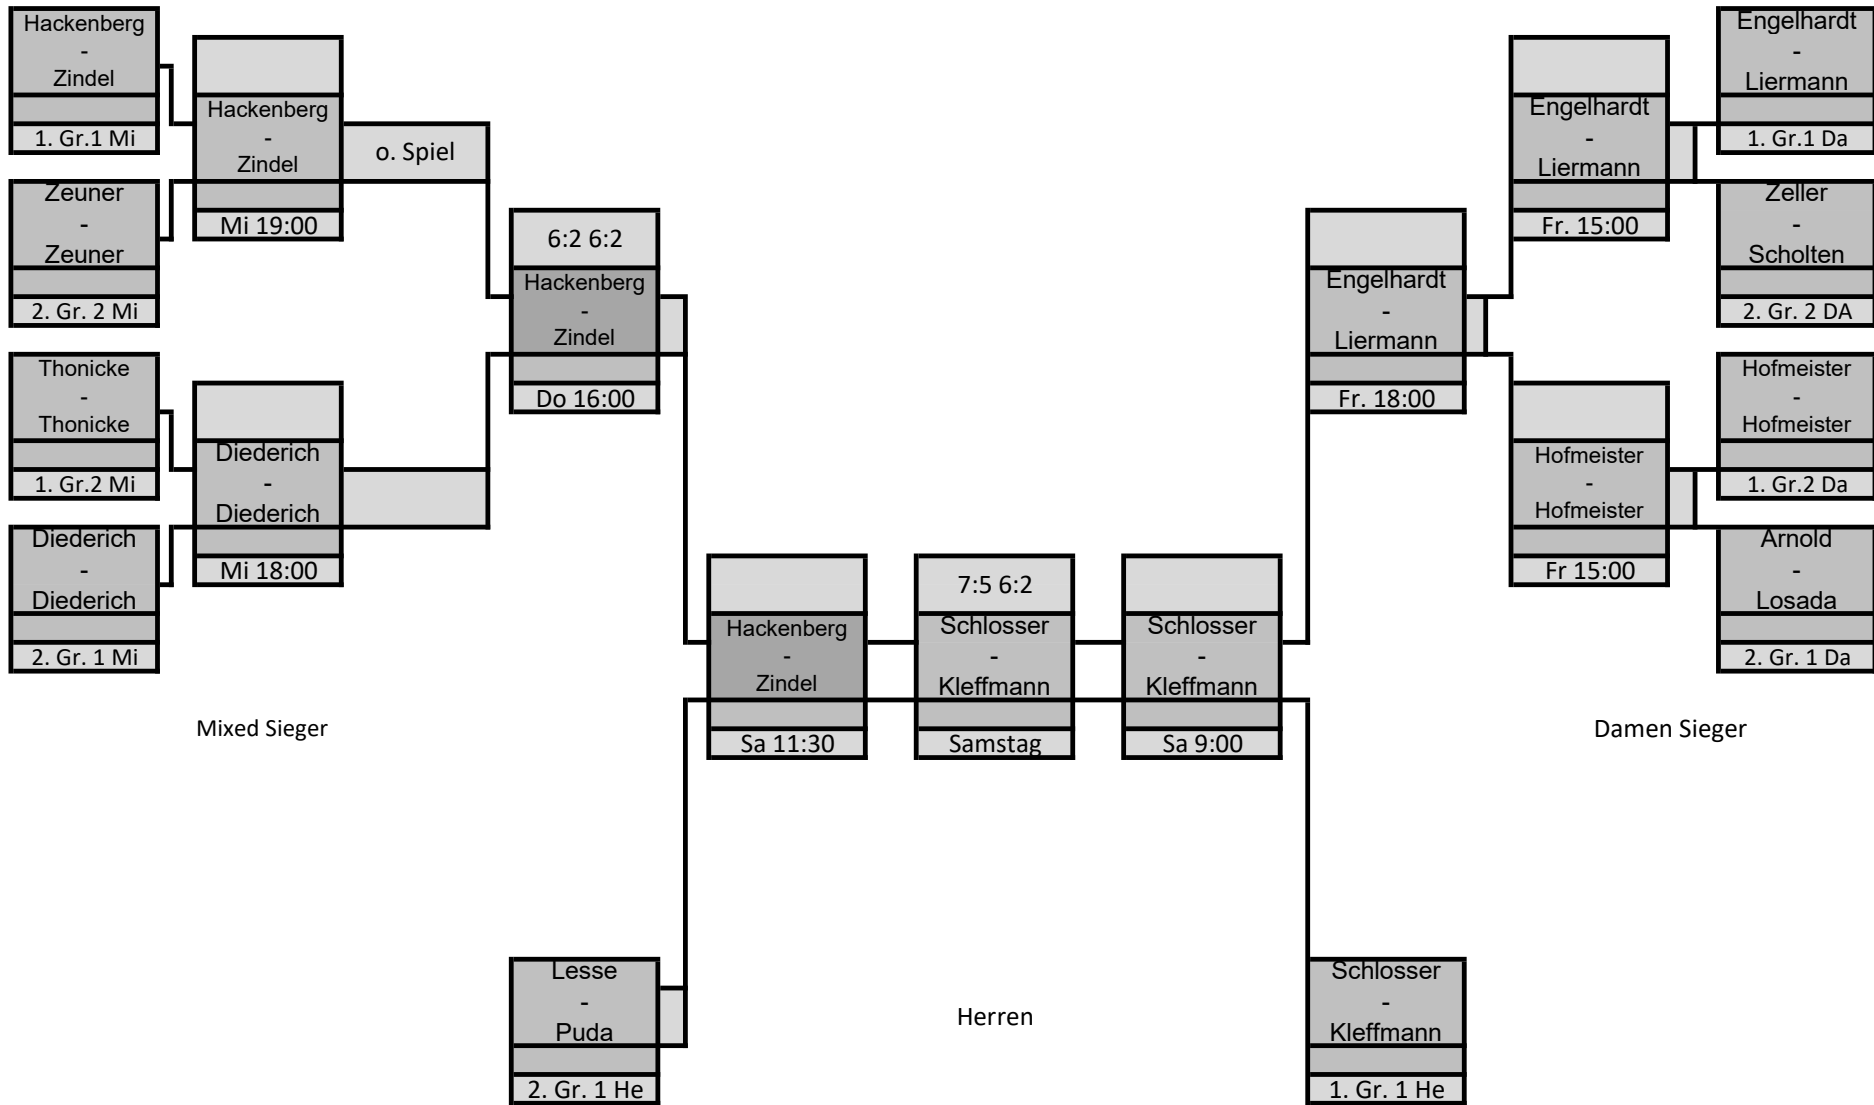 Hackenberg
-
Zindel
1. Gr.1 Mi
Zeuner
-
Zeuner
2. Gr. 2 Mi
Thonicke
-
Thonicke
1. Gr.2 Mi
Diederich
-
Diederich
2. Gr. 1 Mi
Hackenberg
-
Zindel
Mi 19:00
o. Spiel
Diederich
-
Diederich
Mi 18:00
6:2 6:2
Hackenberg
-
Zindel
Do 16:00
Mixed Sieger
Hackenberg
-
Zindel
Sa 11:30
7:5 6:2
Schlosser
-
Kleffmann
Samstag
Schlosser
-
Kleffmann
Sa 9:00
Lesse
-
Puda
2. Gr. 1 He
Herren
Schlosser
-
Kleffmann
1. Gr. 1 He
Engelhardt
-
Liermann
Fr. 18:00
Engelhardt
-
Liermann
Fr. 15:00
Hofmeister
-
Hofmeister
Fr 15:00
Engelhardt
-
Liermann
1. Gr.1 Da
Zeller
-
Scholten
2. Gr. 2 DA
Hofmeister
-
Hofmeister
1. Gr.2 Da
Arnold
-
Losada
2. Gr. 1 Da
Damen Sieger